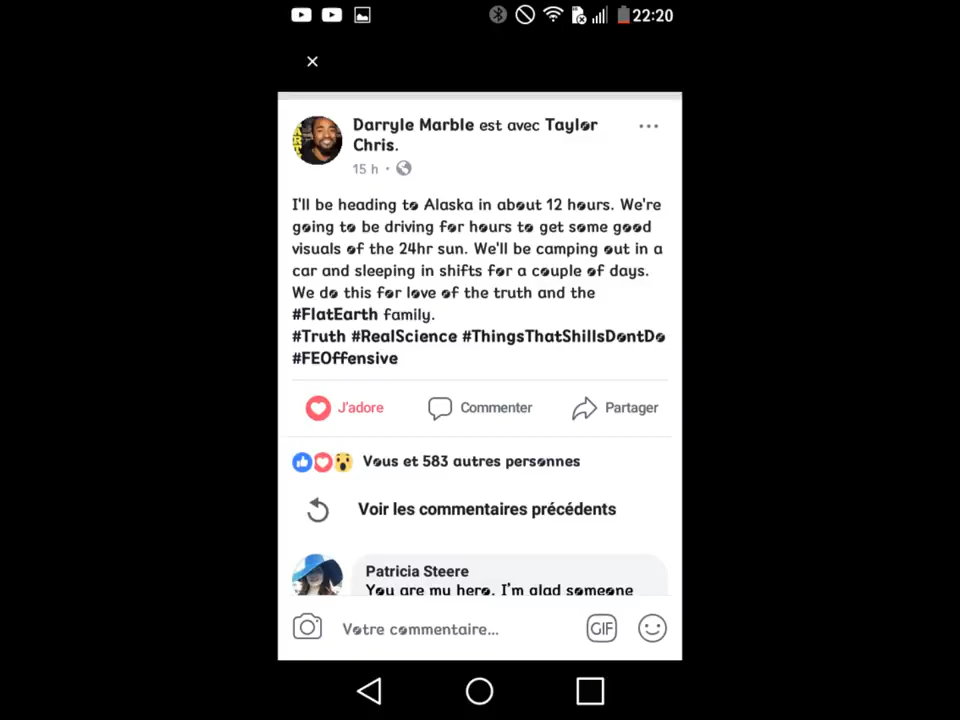 22:20
Darryle Marble est avec Taylor
Chris.
15 h
I'll be heading to Alaska in about 12 hours. We're
going to be driving for hours to get some good
visuals of the 24hr sun. We'll be camping out in a
car and sleeping in shifts for a couple of days.
We do this for love of the truth and the
#FlatEarth family.
#Truth #RealScience #ThingsThatShillsDontDo
#FEOffensive
J'adore Commenter Partager
Vous et 583 autres personnes
Voir les commentaires précédents
Patricia Steere
You are my hero. I'm glad someone
Votre commentaire... GIF